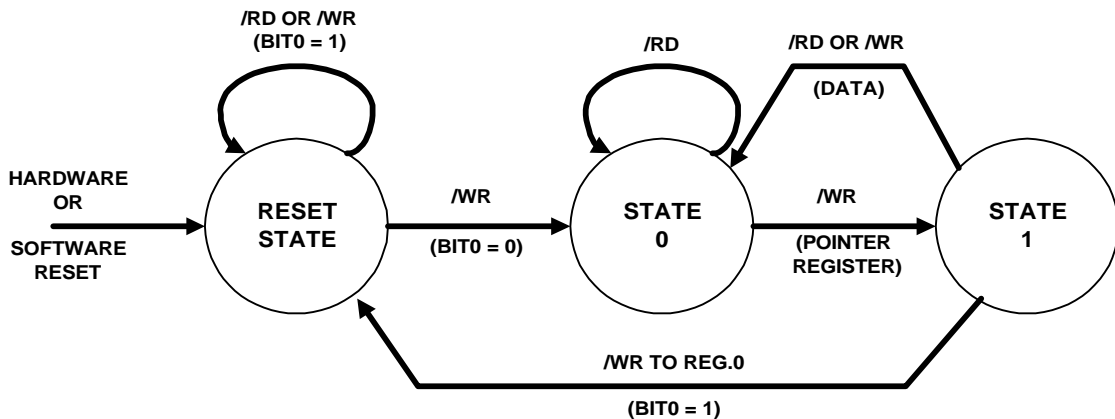 /RD OR /WR
(BIT0 = 1)
/RD
/RD OR /WR
(DATA)
HARDWARE
OR
SOFTWARE
RESET
RESET
STATE
/WR
(BIT0 = 0)
STATE
0
/WR
(POINTER
REGISTER)
STATE
1
/WR TO REG.0
(BIT0 = 1)